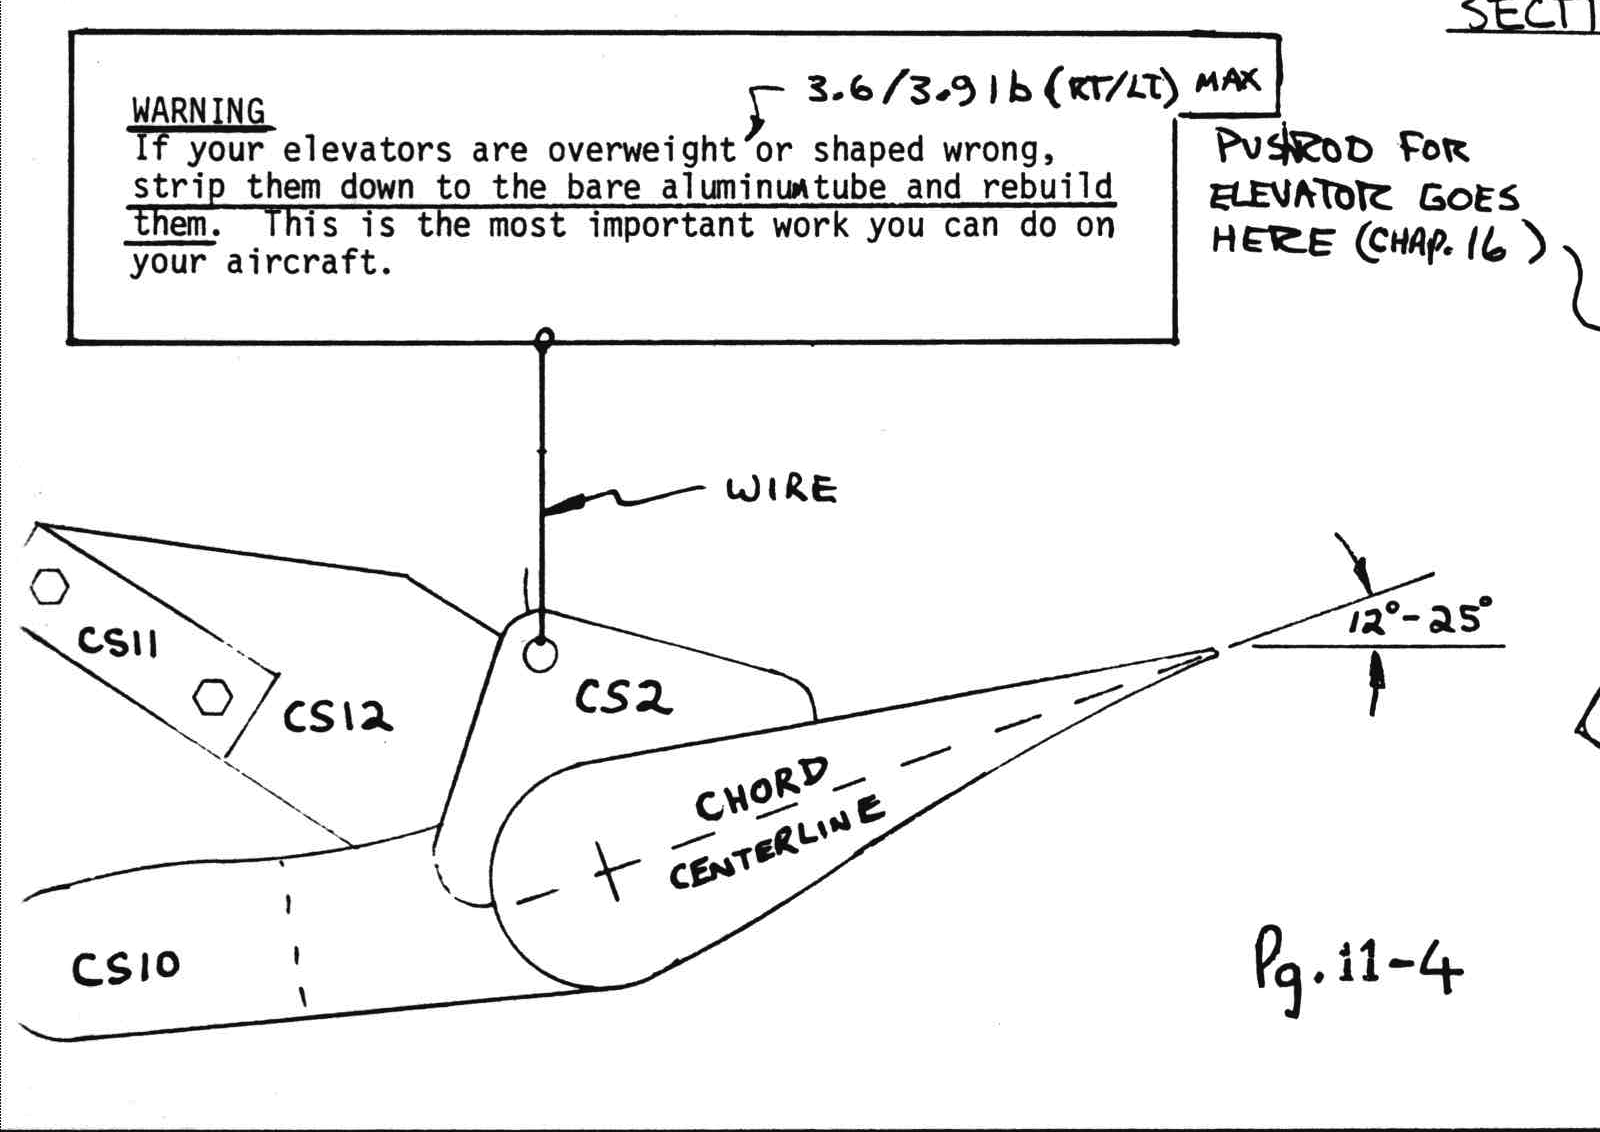 SECTI
3.6/3.9 lb (RT/LT) MAX
WARNING
If your elevators are overweight or shaped wrong,
strip them down to the bare aluminum tube and rebuild
them. This is the most important work you can do on
your aircraft.
PUSHROD FOR
ELEVATOR GOES
HERE (CHAP. 16)
WIRE
12°-25°
CS11
CS2
CS12
CHORD
CENTERLINE
CS10
Pg. 11-4